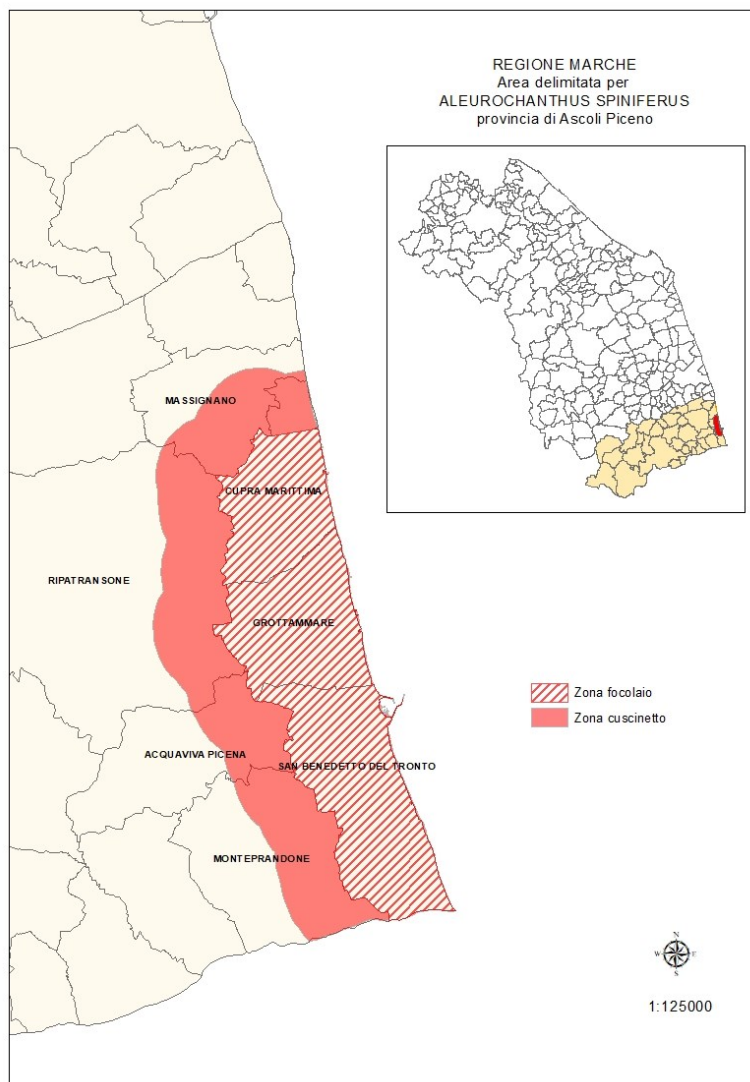 REGIONE MARCHE
Area delimitata per
ALEUROCHANTHUS SPINIFERUS
provincia di Ascoli Piceno
MASSIGNANO
CUPRA MARITTIMA
RIPATRANSONE
GROTTAMMARE
Zona focolaio
Zona cuscinetto
ACQUAVIVA PICENA
SAN BENEDETTO DEL TRONTO
MONTEPRANDONE
N
W E
S
1:125000